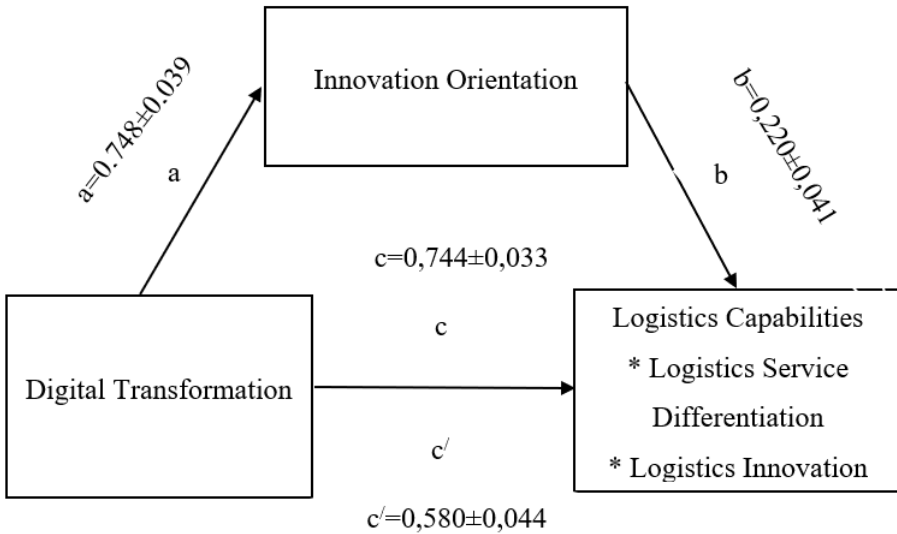 Innovation Orientation
a=0.748±0.039
a
b=0,220±0,041
b
c=0,744±0,033
c
Digital Transformation
Logistics Capabilities
* Logistics Service
Differentiation
* Logistics Innovation
c/
c/=0,580±0,044